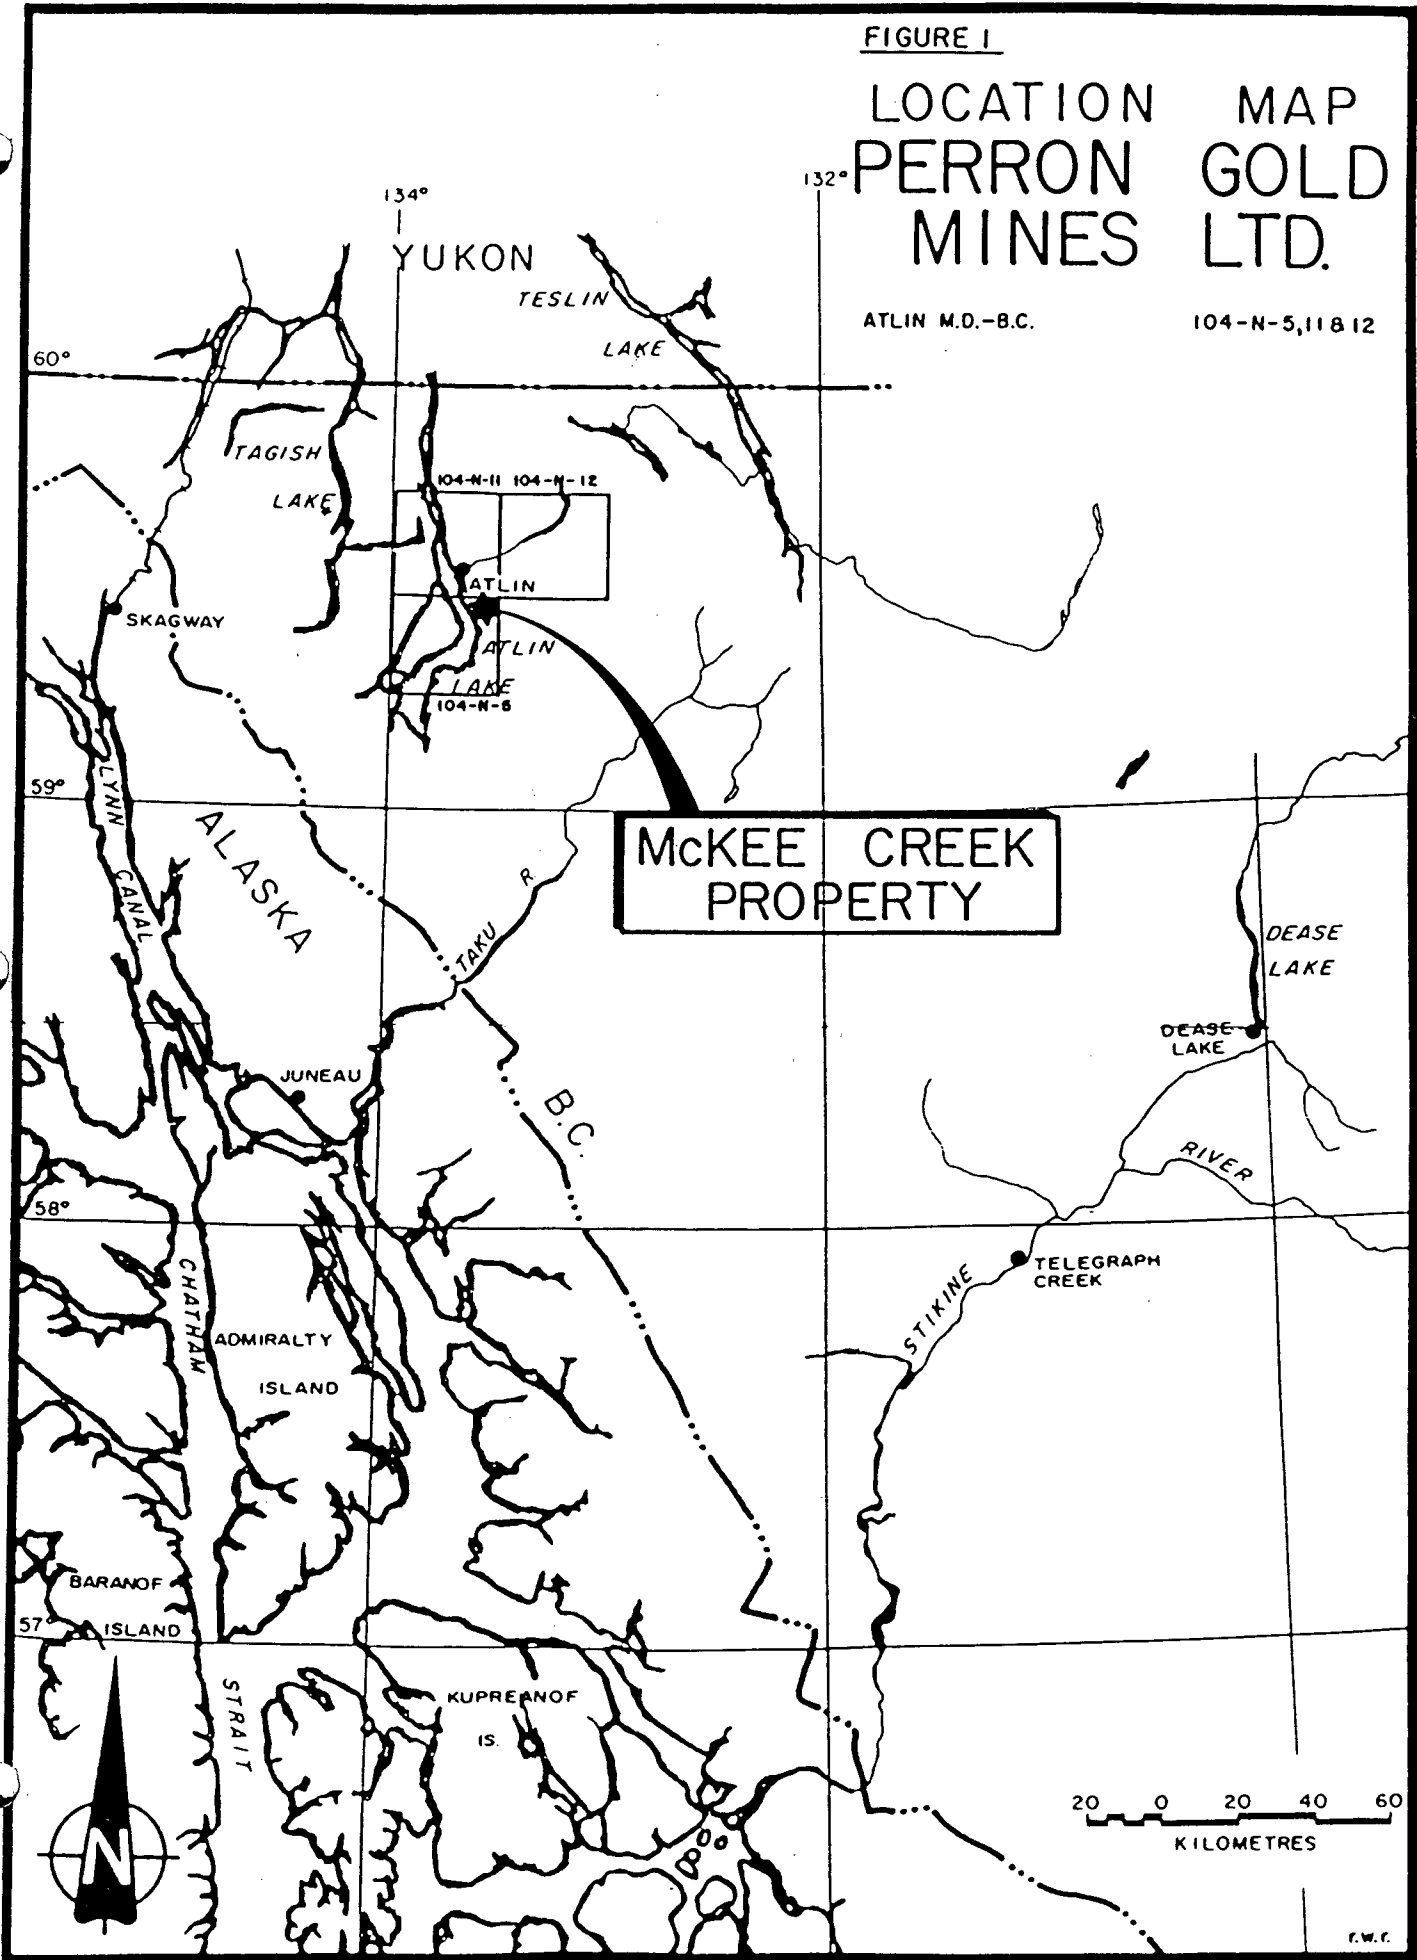 FIGURE 1
LOCATION MAP
PERRON GOLD
MINES LTD.
ATLIN M.D.-B.C. 104-N-5,11&12
134°
132°
YUKON
TESLIN
LAKE
60°
TAGISH
LAKE
104-N-11 104-N-12
ATLIN
SKAGWAY
ATLIN
LAKE
104-N-5
59°
LYNN
CANAL
ALASKA
McKEE CREEK
PROPERTY
TAKU R.
DEASE
LAKE
DEASE
LAKE
JUNEAU
B.C.
RIVER
58°
TELEGRAPH
CREEK
STIKINE
CHATHAM
ADMIRALTY
ISLAND
BARANOF
ISLAND
57°
STRAIT
KUPREANOF
IS.
20 0 20 40 60
KILOMETRES
N
r.w.r.